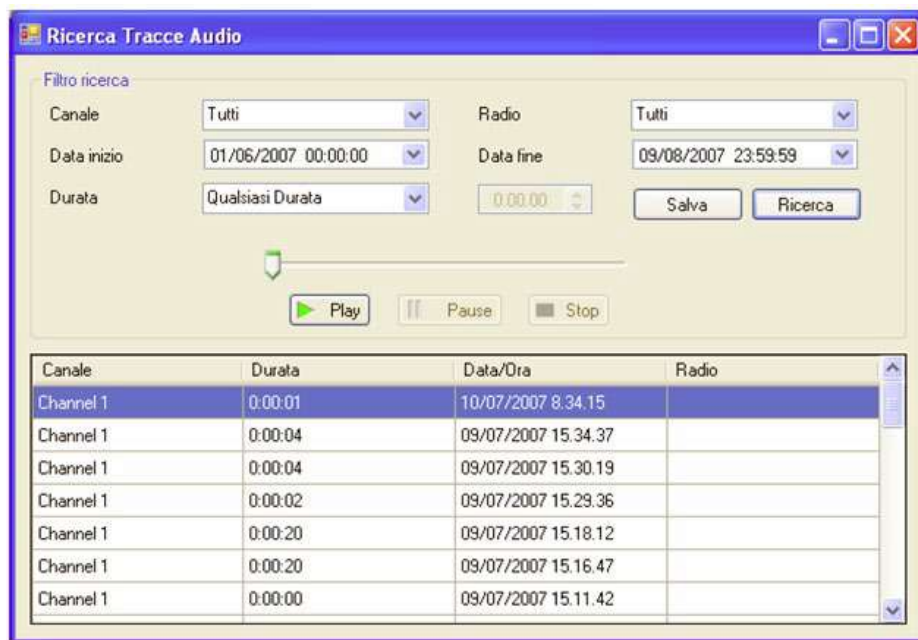 Ricerca Tracce Audio
Filtro ricerca
Canale Tutti Radio Tutti
Data inizio 01/06/2007 00:00:00 Data fine 09/08/2007 23:59:59
Durata Qualsiasi Durata 0.00.00 Salva Ricerca
Play Pause Stop
Canale Durata Data/Ora Radio
Channel 1 0:00:01 10/07/2007 8.34.15
Channel 1 0:00:04 09/07/2007 15.34.37
Channel 1 0:00:04 09/07/2007 15.30.19
Channel 1 0:00:02 09/07/2007 15.29.36
Channel 1 0:00:20 09/07/2007 15.18.12
Channel 1 0:00:20 09/07/2007 15.16.47
Channel 1 0:00:00 09/07/2007 15.11.42